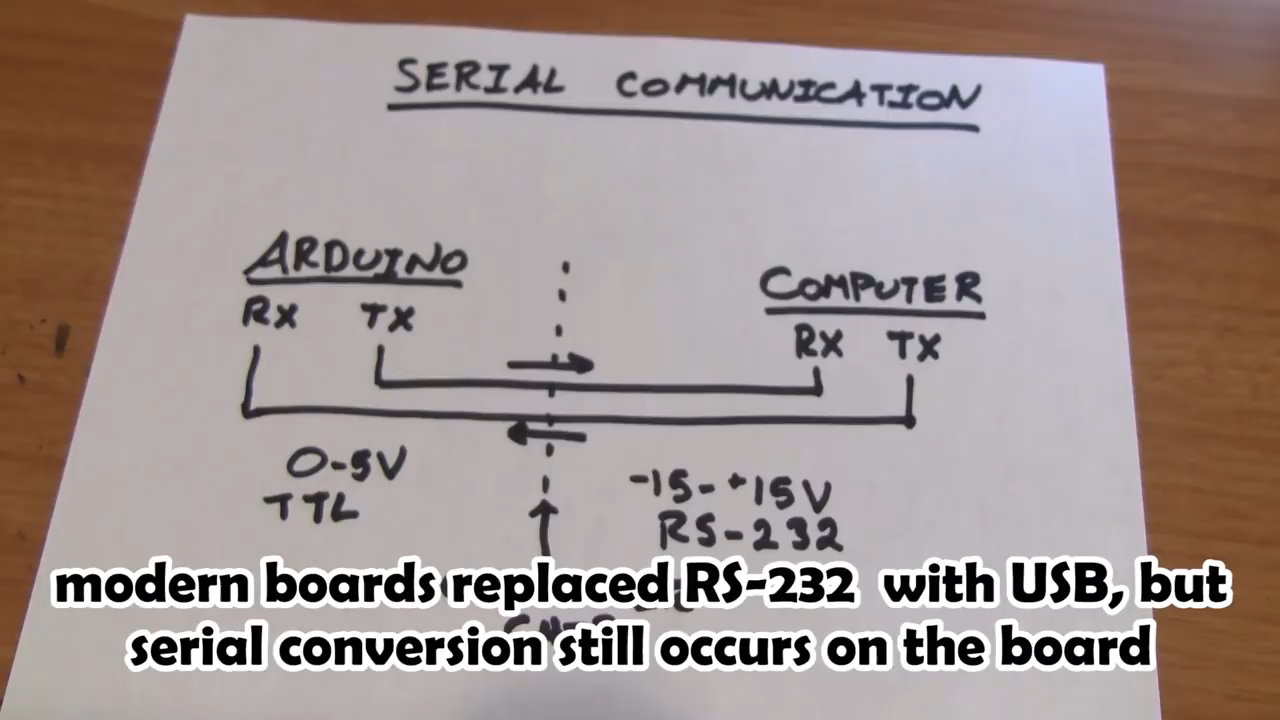 SERIAL COMMUNICATION
ARDUINO
COMPUTER
RX TX
RX TX
0-5V
TTL
-15-+15V
RS-232
modern boards replaced RS-232 with USB, but
serial conversion still occurs on the board